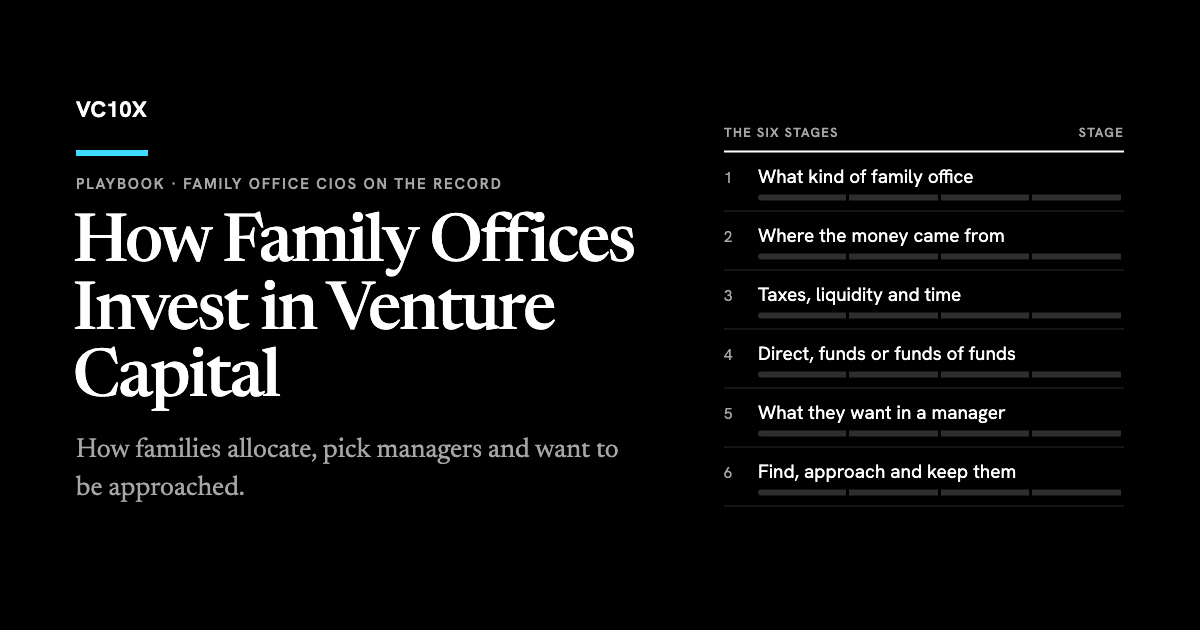 VC10X
PLAYBOOK · FAMILY OFFICE CIOS ON THE RECORD
How Family Offices
Invest in Venture
Capital
How families allocate, pick managers and want to
be approached.
THE SIX STAGES STAGE
1 What kind of family office
2 Where the money came from
3 Taxes, liquidity and time
4 Direct, funds or funds of funds
5 What they want in a manager
6 Find, approach and keep them